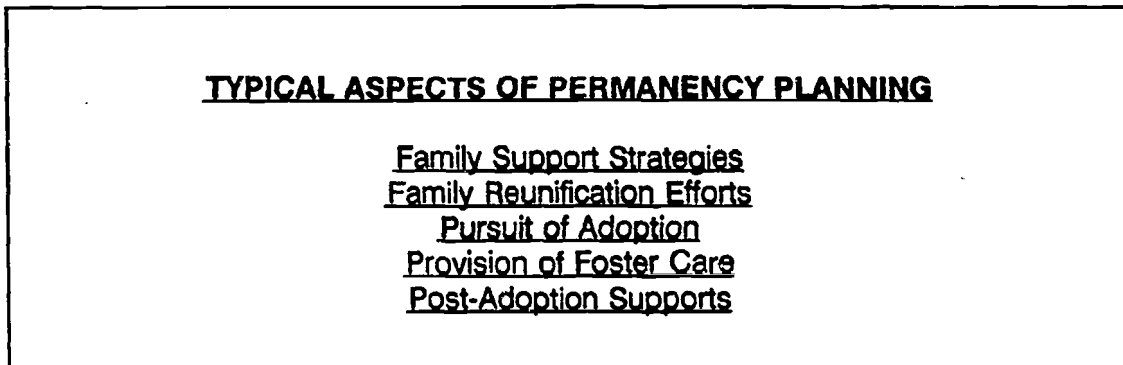 TYPICAL ASPECTS OF PERMANENCY PLANNING
Family Support Strategies
Family Reunification Efforts
Pursuit of Adoption
Provision of Foster Care
Post-Adoption Supports